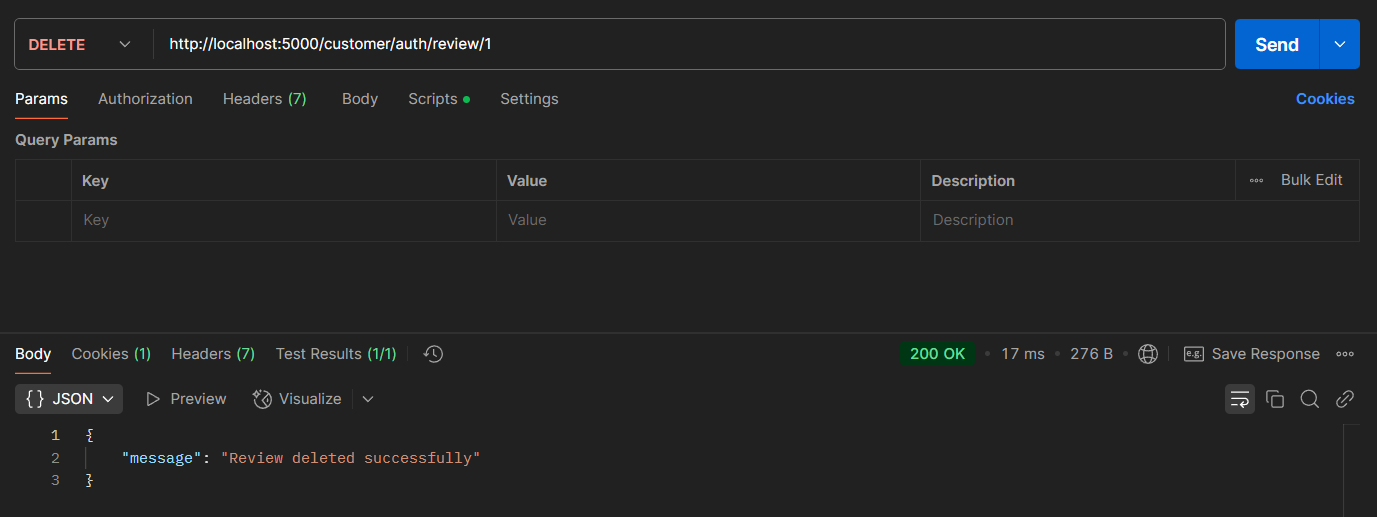 DELETE http://localhost:5000/customer/auth/review/1 Send
Params Authorization Headers (7) Body Scripts Settings Cookies
Query Params
Key Value Description Bulk Edit
Key Value Description
Body Cookies (1) Headers (7) Test Results (1/1) 200 OK 17 ms 276 B e.g. Save Response
{} JSON Preview Visualize
1 {
2 "message": "Review deleted successfully"
3 }